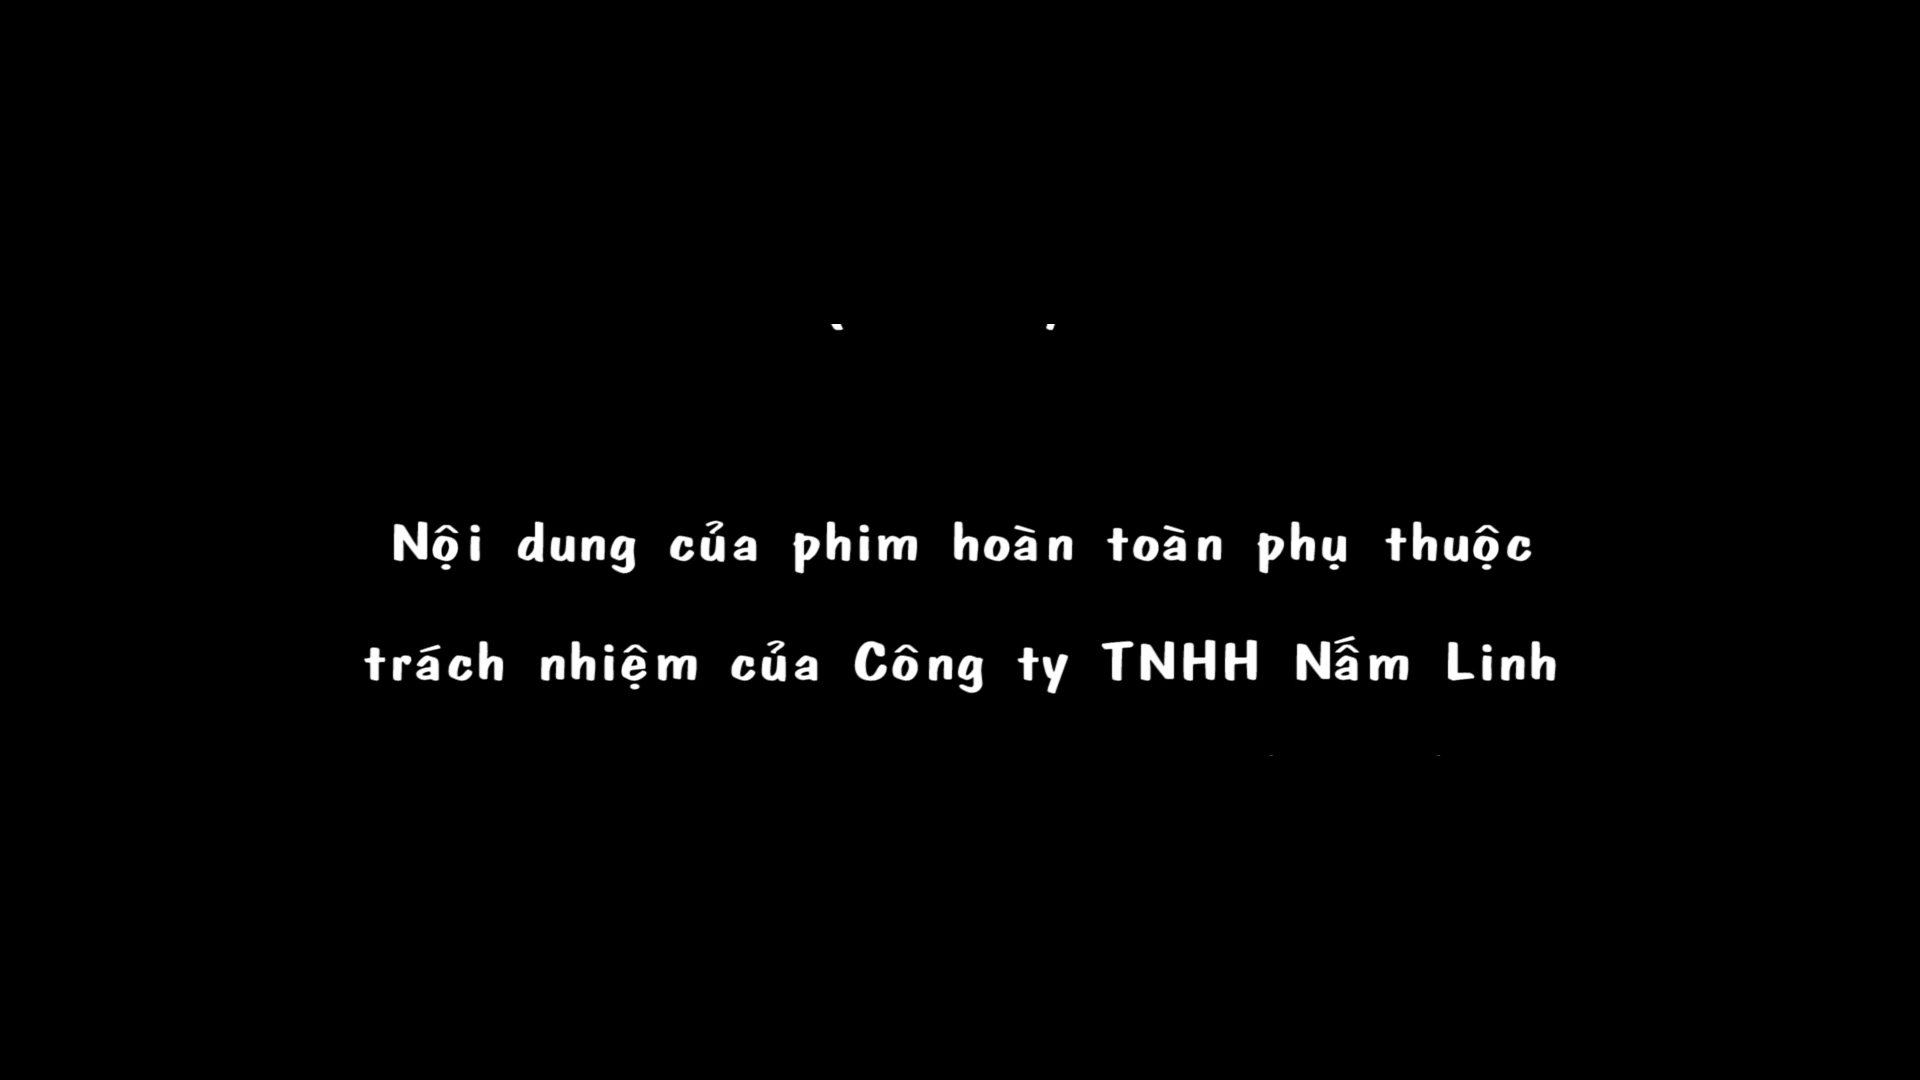 Nội dung của phim hoàn toàn phụ thuộc
trách nhiệm của Công ty TNHH Nấm Linh